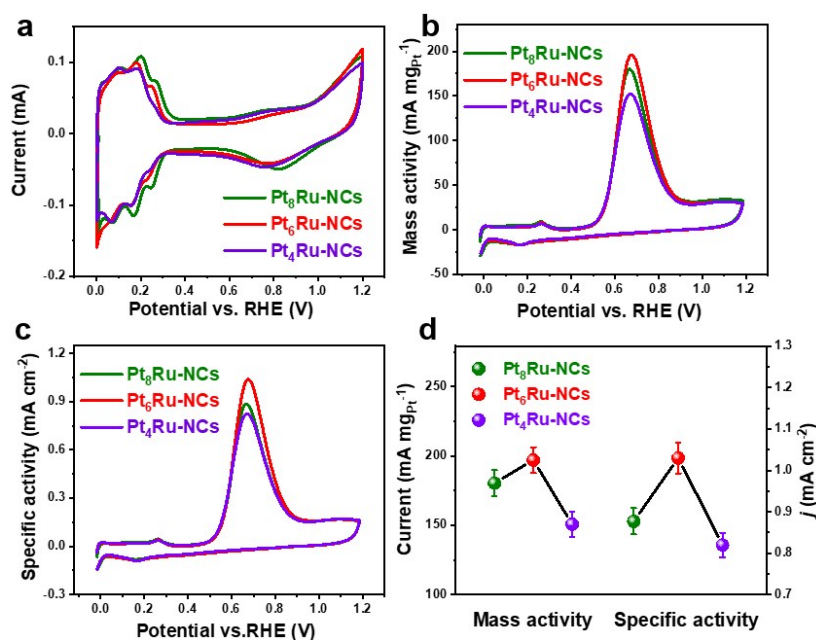 a
0.1
0.0
-0.1
-0.2
Current (mA)
Pt₈Ru-NCs
Pt₆Ru-NCs
Pt₄Ru-NCs
0.0 0.2 0.4 0.6 0.8 1.0 1.2
Potential vs. RHE (V)
b
200
150
100
50
0
-50
Mass activity (mA mg_Pt⁻¹)
Pt₈Ru-NCs
Pt₆Ru-NCs
Pt₄Ru-NCs
0.0 0.2 0.4 0.6 0.8 1.0 1.2
Potential vs. RHE (V)
c
1.2
0.9
0.6
0.3
0.0
-0.3
Specific activity (mA cm⁻²)
Pt₈Ru-NCs
Pt₆Ru-NCs
Pt₄Ru-NCs
0.0 0.2 0.4 0.6 0.8 1.0 1.2
Potential vs.RHE (V)
d
250
200
150
100
Current (mA mg_Pt⁻¹)
Pt₈Ru-NCs
Pt₆Ru-NCs
Pt₄Ru-NCs
1.3
1.2
1.1
1.0
0.9
0.8
0.7
j (mA cm⁻²)
Mass activity Specific activity